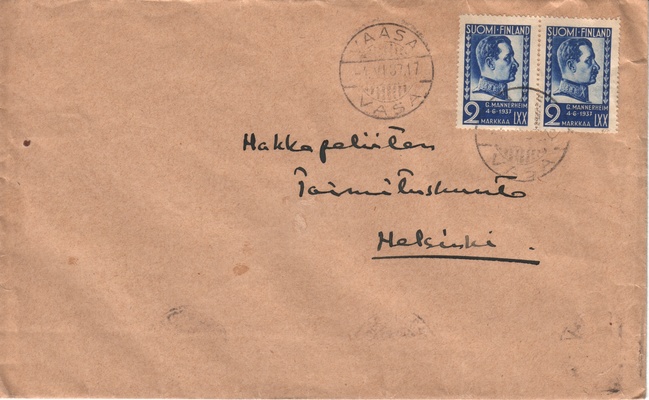 VAASA
VASA
SUOMI-FINLAND SUOMI-FINLAND
G. MANNERHEIM G. MANNERHEIM
4·6·1937 4·6·1937
2 MARKKAA LXX 2 MARKKAA LXX
Hakkapeliitan
Toimituskunta
Helsinki.